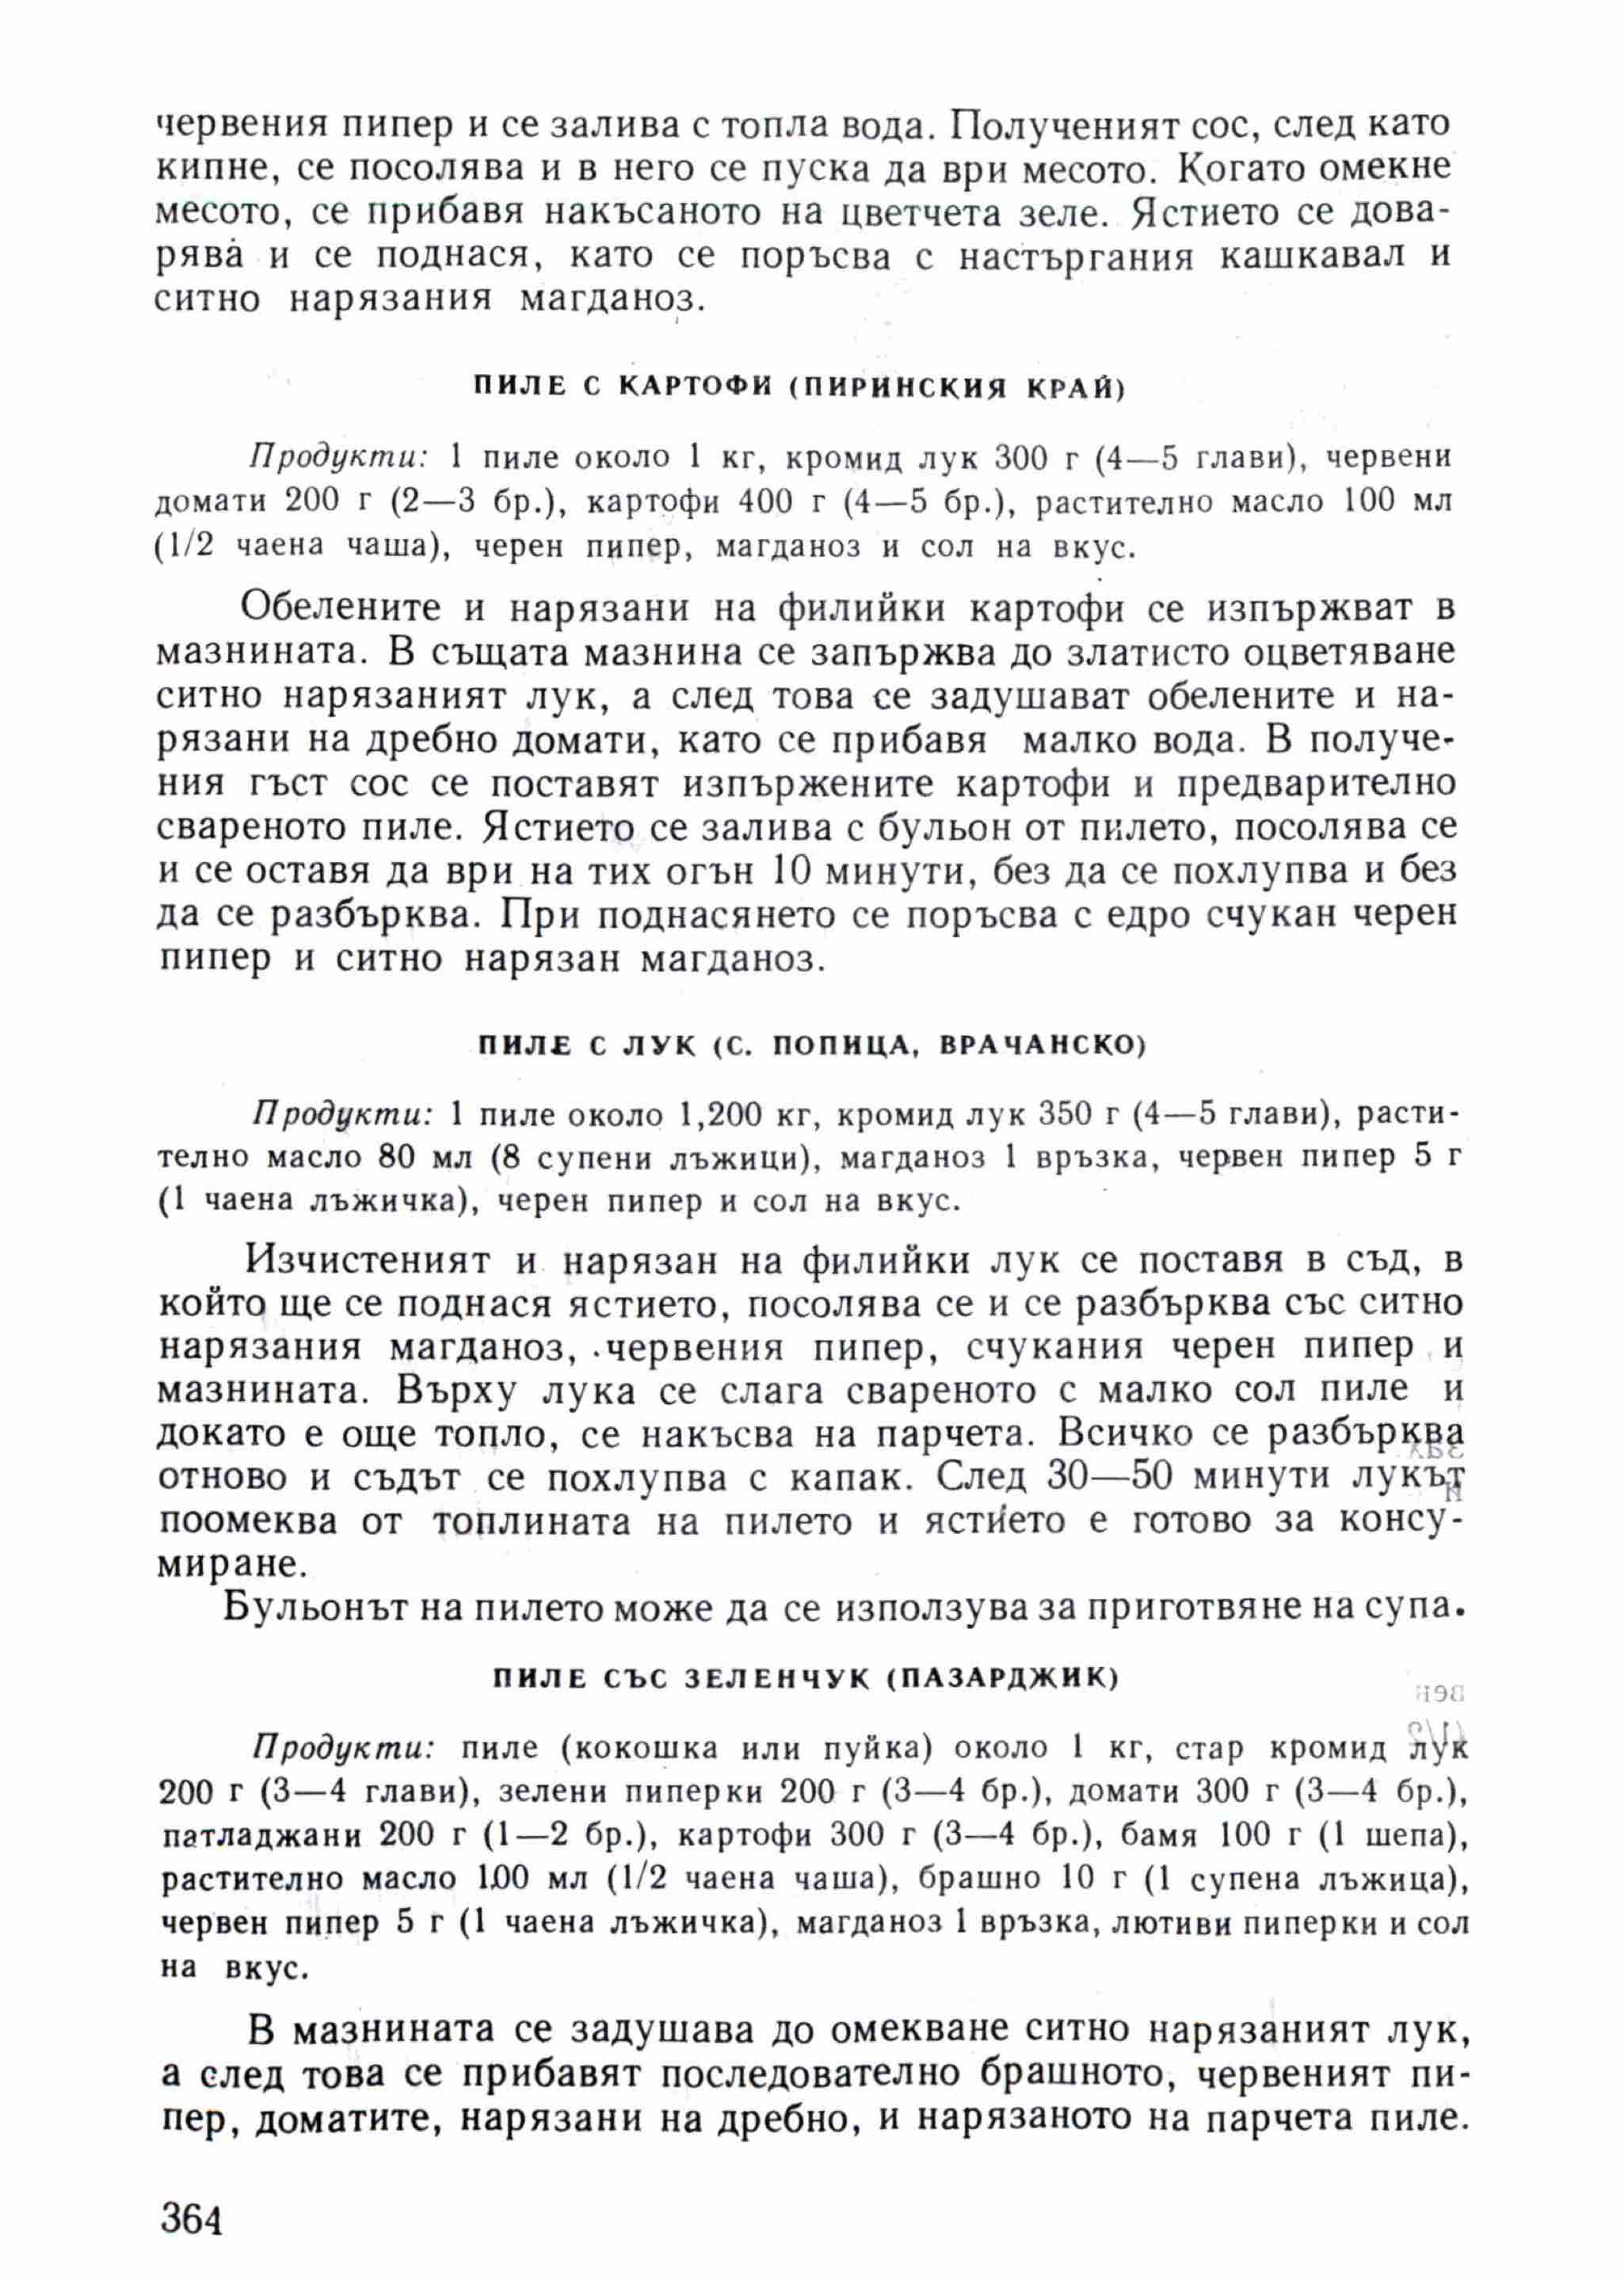 червения пипер и се залива с топла вода. Полученият сос, след като
кипне, се посолява и в него се пуска да ври месото. Когато омекне
месото, се прибавя накъсаното на цветчета зеле. Ястието се дова-
рява и се поднася, като се поръсва с настъргания кашкавал и
ситно нарязания магданоз.
ПИЛЕ С КАРТОФИ (ПИРИНСКИЯ КРАЙ)
Продукти: 1 пиле около 1 кг, кромид лук 300 г (4—5 глави), червени
домати 200 г (2—3 бр.), картофи 400 г (4—5 бр.), растително масло 100 мл
(1/2 чаена чаша), черен пипер, магданоз и сол на вкус.
Обелените и нарязани на филийки картофи се изпържват в
мазнината. В същата мазнина се запържва до златисто оцветяване
ситно нарязаният лук, а след това се задушават обелените и на-
рязани на дребно домати, като се прибавя малко вода. В получе-
ния гъст сос се поставят изпържените картофи и предварително
свареното пиле. Ястието се залива с бульон от пилето, посолява се
и се оставя да ври на тих огън 10 минути, без да се похлупва и без
да се разбърква. При поднасянето се поръсва с едро счукан черен
пипер и ситно нарязан магданоз.
ПИЛЕ С ЛУК (С. ПОПИЦА, ВРАЧАНСКО)
Продукти: 1 пиле около 1,200 кг, кромид лук 350 г (4—5 глави), расти-
телно масло 80 мл (8 супени лъжици), магданоз 1 връзка, червен пипер 5 г
(1 чаена лъжичка), черен пипер и сол на вкус.
Изчистеният и нарязан на филийки лук се поставя в съд, в
който ще се поднася ястието, посолява се и се разбърква със ситно
нарязания магданоз, червения пипер, счукания черен пипер и
мазнината. Върху лука се слага свареното с малко сол пиле и
докато е още топло, се накъсва на парчета. Всичко се разбърква
отново и съдът се похлупва с капак. След 30—50 минути лукът
поомеква от топлината на пилето и ястието е готово за консу-
миране.
Бульонът на пилето може да се използува за приготвяне на супа.
ПИЛЕ СЪС ЗЕЛЕНЧУК (ПАЗАРДЖИК)
Продукти: пиле (кокошка или пуйка) около 1 кг, стар кромид лук
200 г (3—4 глави), зелени пиперки 200 г (3—4 бр.), домати 300 г (3—4 бр.),
патладжани 200 г (1—2 бр.), картофи 300 г (3—4 бр.), бамя 100 г (1 шепа),
растително масло 100 мл (1/2 чаена чаша), брашно 10 г (1 супена лъжица),
червен пипер 5 г (1 чаена лъжичка), магданоз 1 връзка, лютиви пиперки и сол
на вкус.
В мазнината се задушава до омекване ситно нарязаният лук,
а след това се прибавят последователно брашното, червеният пи-
пер, доматите, нарязани на дребно, и нарязаното на парчета пиле.
364